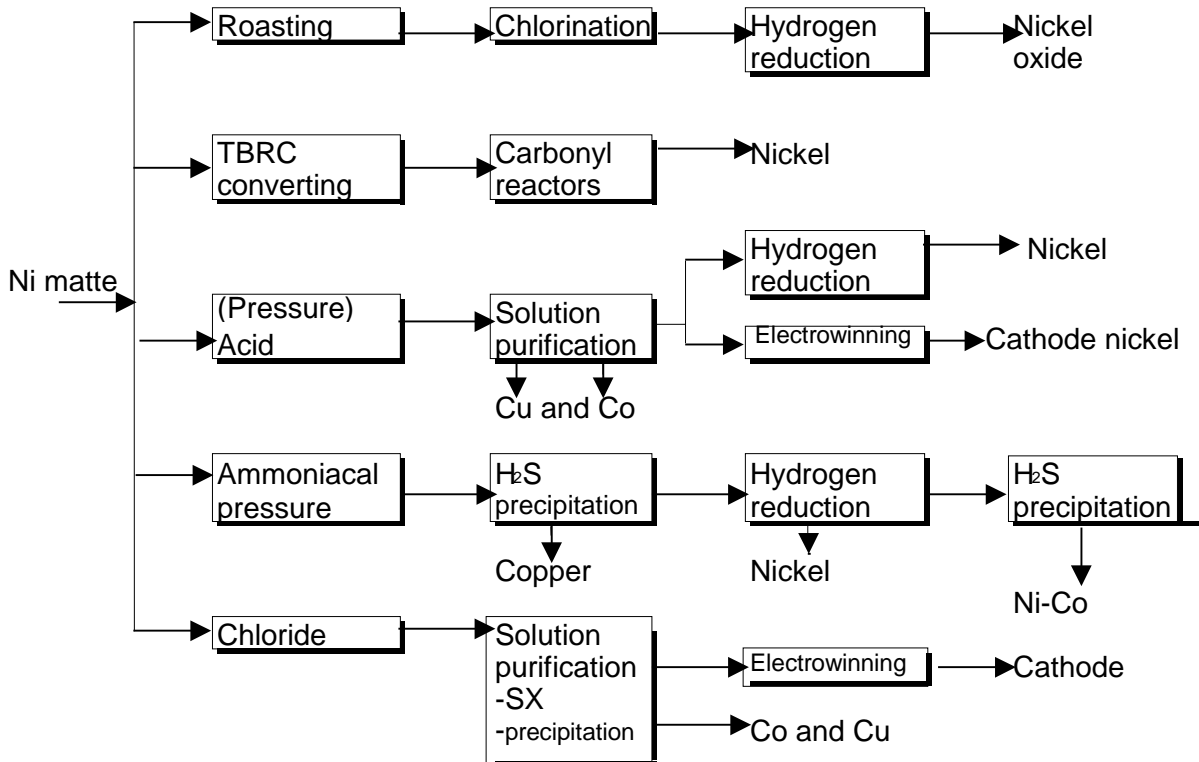 Roasting
Chlorination
Hydrogen
reduction
Nickel
oxide
TBRC
converting
Carbonyl
reactors
Nickel
Ni matte
(Pressure)
Acid
Solution
purification
Cu and Co
Hydrogen
reduction
Nickel
Electrowinning
Cathode nickel
Ammoniacal
pressure
H₂S
precipitation
Copper
Hydrogen
reduction
Nickel
H₂S
precipitation
Ni-Co
Chloride
Solution
purification
-SX
-precipitation
Electrowinning
Cathode
Co and Cu